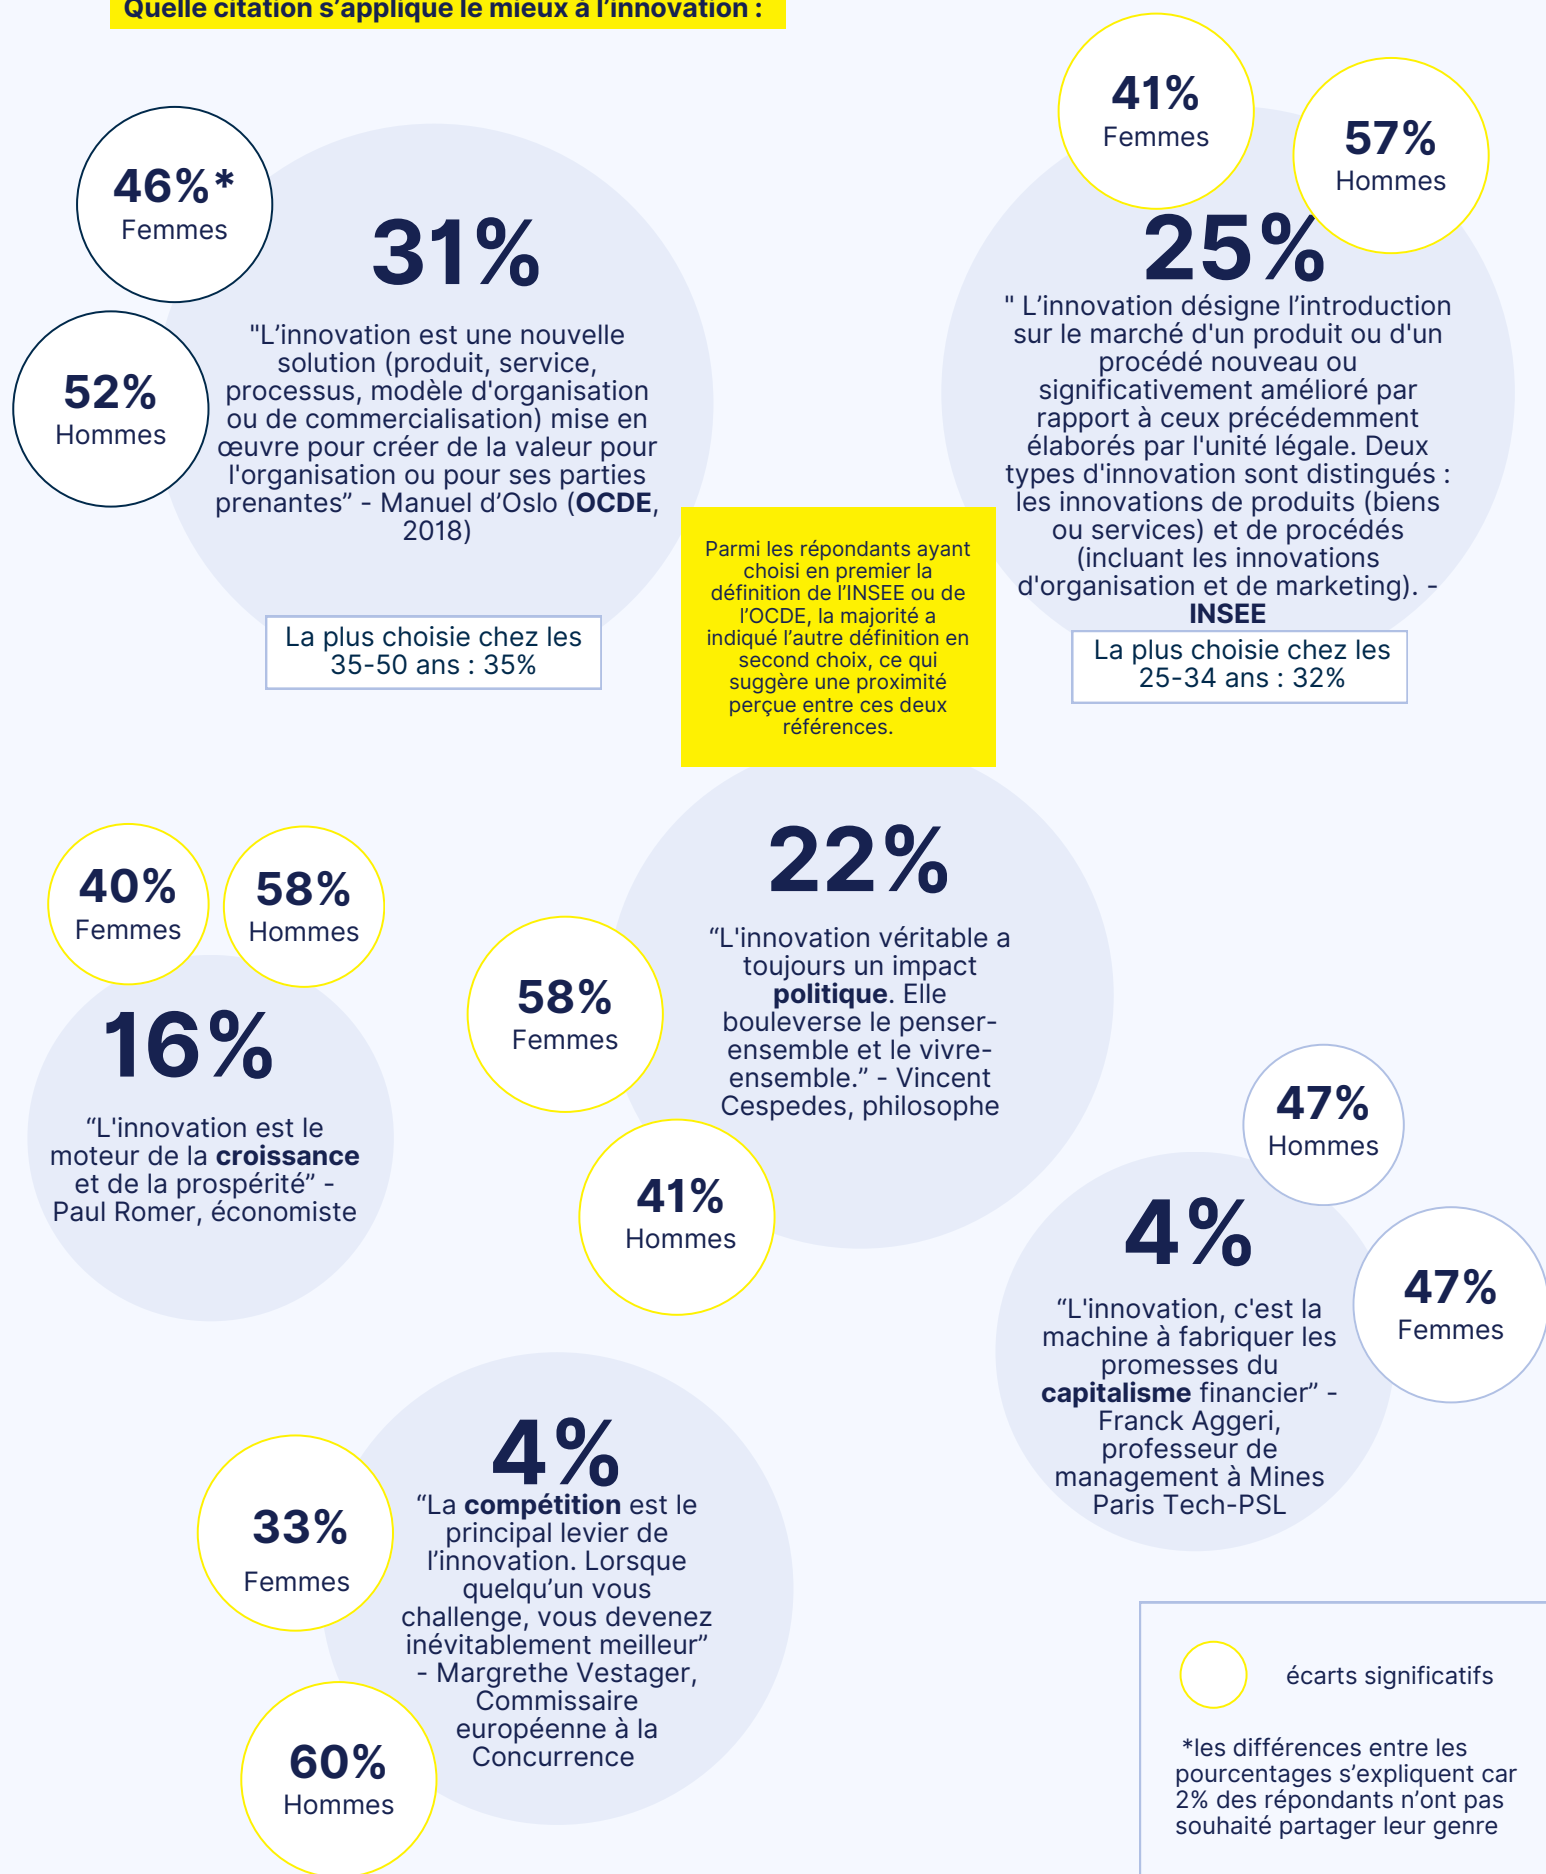 Quelle citation s’applique le mieux à l’innovation :
46%*
Femmes
52%
Hommes
31%
"L’innovation est une nouvelle
solution (produit, service,
processus, modèle d'organisation
ou de commercialisation) mise en
œuvre pour créer de la valeur pour
l'organisation ou pour ses parties
prenantes” - Manuel d’Oslo (OCDE,
2018)
La plus choisie chez les
35-50 ans : 35%
41%
Femmes
57%
Hommes
25%
" L’innovation désigne l’introduction
sur le marché d'un produit ou d'un
procédé nouveau ou
significativement amélioré par
rapport à ceux précédemment
élaborés par l'unité légale. Deux
types d'innovation sont distingués :
les innovations de produits (biens
ou services) et de procédés
(incluant les innovations
d'organisation et de marketing). -
INSEE
La plus choisie chez les
25-34 ans : 32%
Parmi les répondants ayant
choisi en premier la
définition de l’INSEE ou de
l’OCDE, la majorité a
indiqué l’autre définition en
second choix, ce qui
suggère une proximité
perçue entre ces deux
références.
40%
Femmes
58%
Hommes
16%
“L'innovation est le
moteur de la croissance
et de la prospérité” -
Paul Romer, économiste
22%
“L'innovation véritable a
toujours un impact
politique. Elle
bouleverse le penser-
ensemble et le vivre-
ensemble.” - Vincent
Cespedes, philosophe
58%
Femmes
41%
Hommes
47%
Hommes
47%
Femmes
4%
“L'innovation, c'est la
machine à fabriquer les
promesses du
capitalisme financier” -
Franck Aggeri,
professeur de
management à Mines
Paris Tech-PSL
4%
“La compétition est le
principal levier de
l’innovation. Lorsque
quelqu’un vous
challenge, vous devenez
inévitablement meilleur”
- Margrethe Vestager,
Commissaire
européenne à la
Concurrence
33%
Femmes
60%
Hommes
écarts significatifs
*les différences entre les
pourcentages s’expliquent car
2% des répondants n’ont pas
souhaité partager leur genre